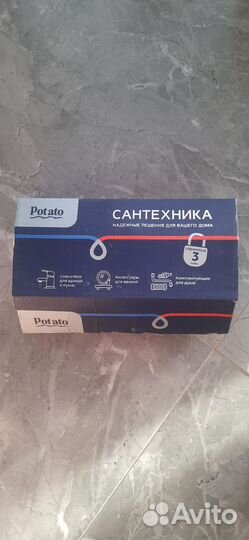 Potato
САНТЕХНИКА
НАДЕЖНЫЕ РЕШЕНИЯ ДЛЯ ВАШЕГО ДОМА
ГАРАНТИЯ
3
Смесители
для ванной
и кухни
Аксессуары
для ванной
Комплектующие
для душа
Potato
Avito